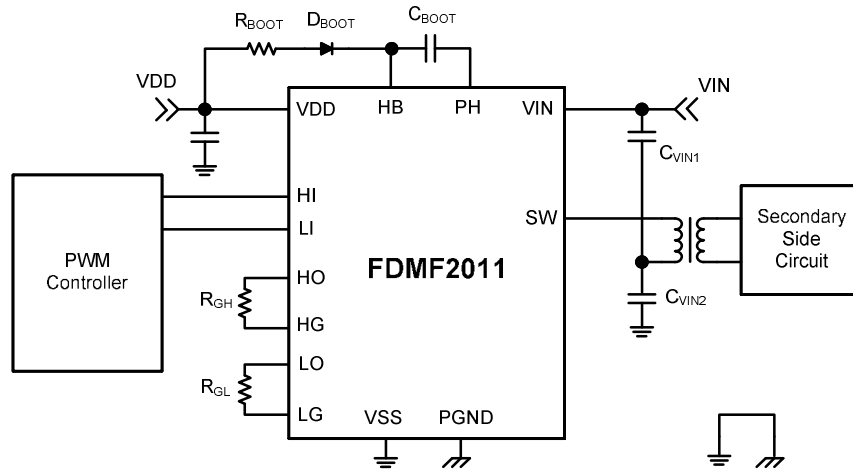 RBOOT
DBOOT
CBOOT
VDD
VIN
VDD
HB
PH
VIN
CVIN1
HI
LI
SW
PWM
Controller
FDMF2011
Secondary
Side
Circuit
HO
RGH
HG
CVIN2
LO
RGL
LG
VSS
PGND